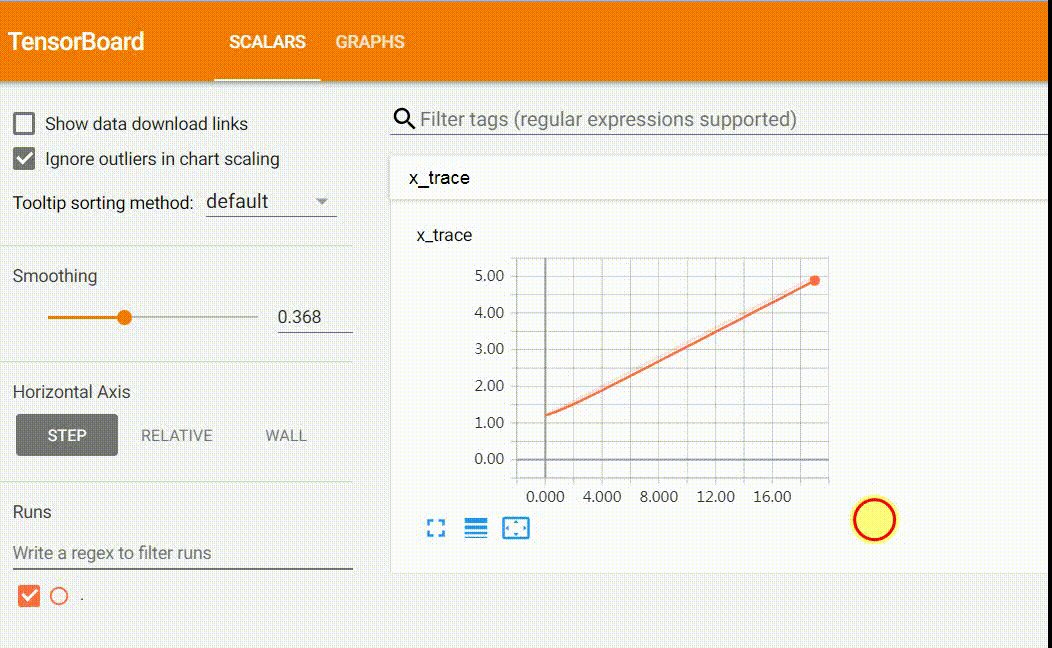 TensorBoard SCALARS GRAPHS
Show data download links
Ignore outliers in chart scaling
Tooltip sorting method: default
Smoothing
0.368
Horizontal Axis
STEP RELATIVE WALL
Runs
Write a regex to filter runs
.
Filter tags (regular expressions supported)
x_trace
x_trace
5.00
4.00
3.00
2.00
1.00
0.00
0.000 4.000 8.000 12.00 16.00